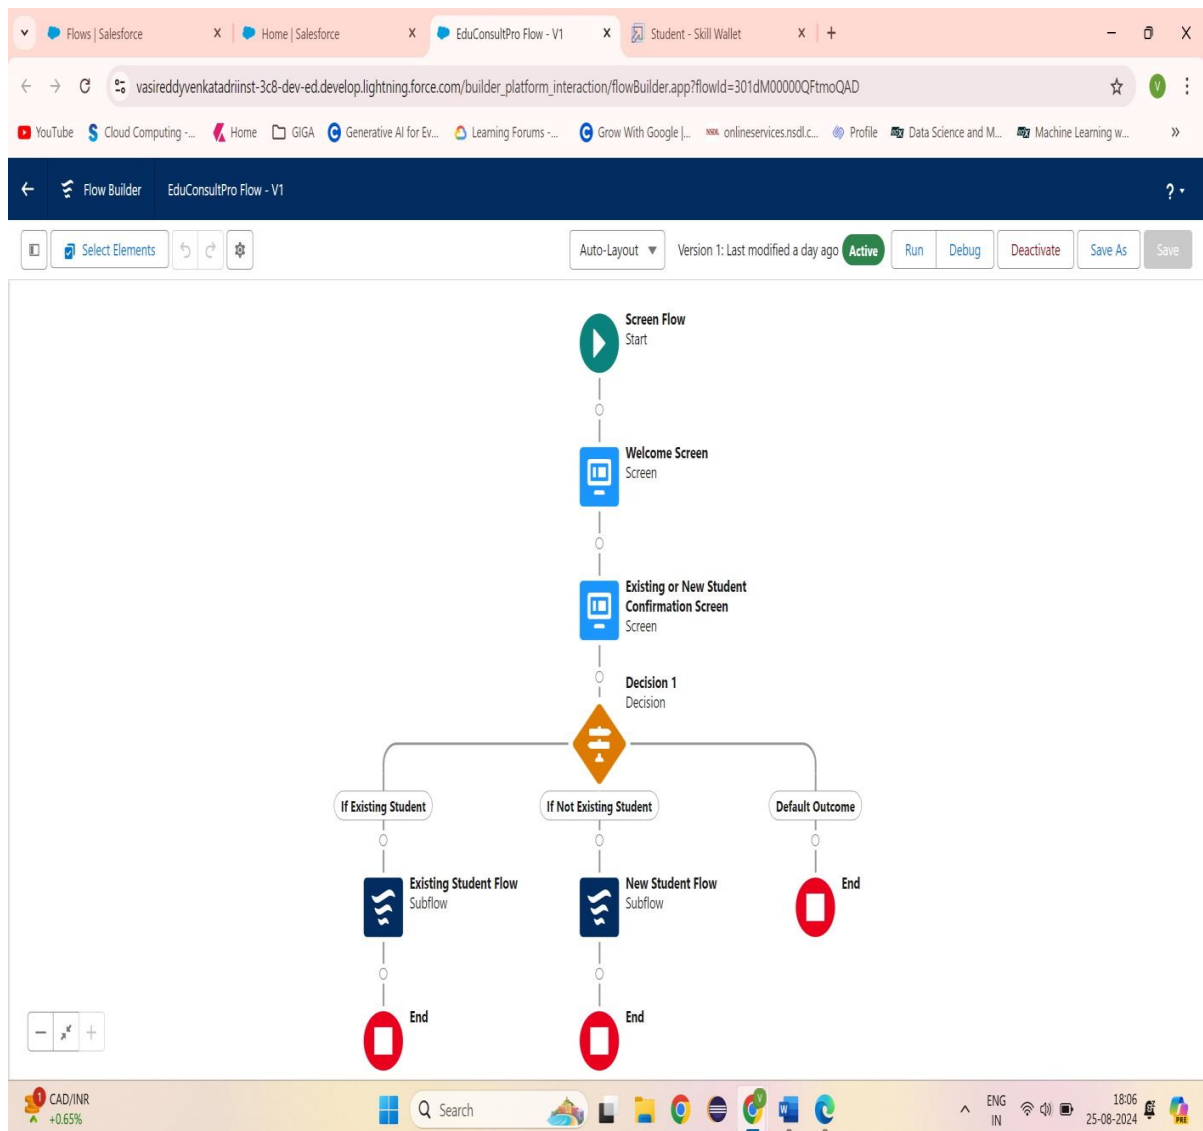 Flows | Salesforce
Home | Salesforce
EduConsultPro Flow - V1
Student - Skill Wallet
vasireddyvenkatadriinst-3c8-dev-ed.develop.lightning.force.com/builder_platform_interaction/flowBuilder.app?flowId=301dM00000QFtmoQAD
V
YouTube
Cloud Computing -...
Home
GIGA
Generative AI for Ev...
Learning Forums -...
Grow With Google |...
NSDL onlineservices.nsdl.c...
Profile
Data Science and M...
Machine Learning w...
Flow Builder
EduConsultPro Flow - V1
?
Select Elements
Auto-Layout
Version 1: Last modified a day ago
Active
Run
Debug
Deactivate
Save As
Save
Screen Flow
Start
Welcome Screen
Screen
Existing or New Student
Confirmation Screen
Screen
Decision 1
Decision
If Existing Student
If Not Existing Student
Default Outcome
Existing Student Flow
Subflow
New Student Flow
Subflow
End
End
End
1
CAD/INR
+0.65%
Search
ENG
IN
18:06
25-08-2024
PRE